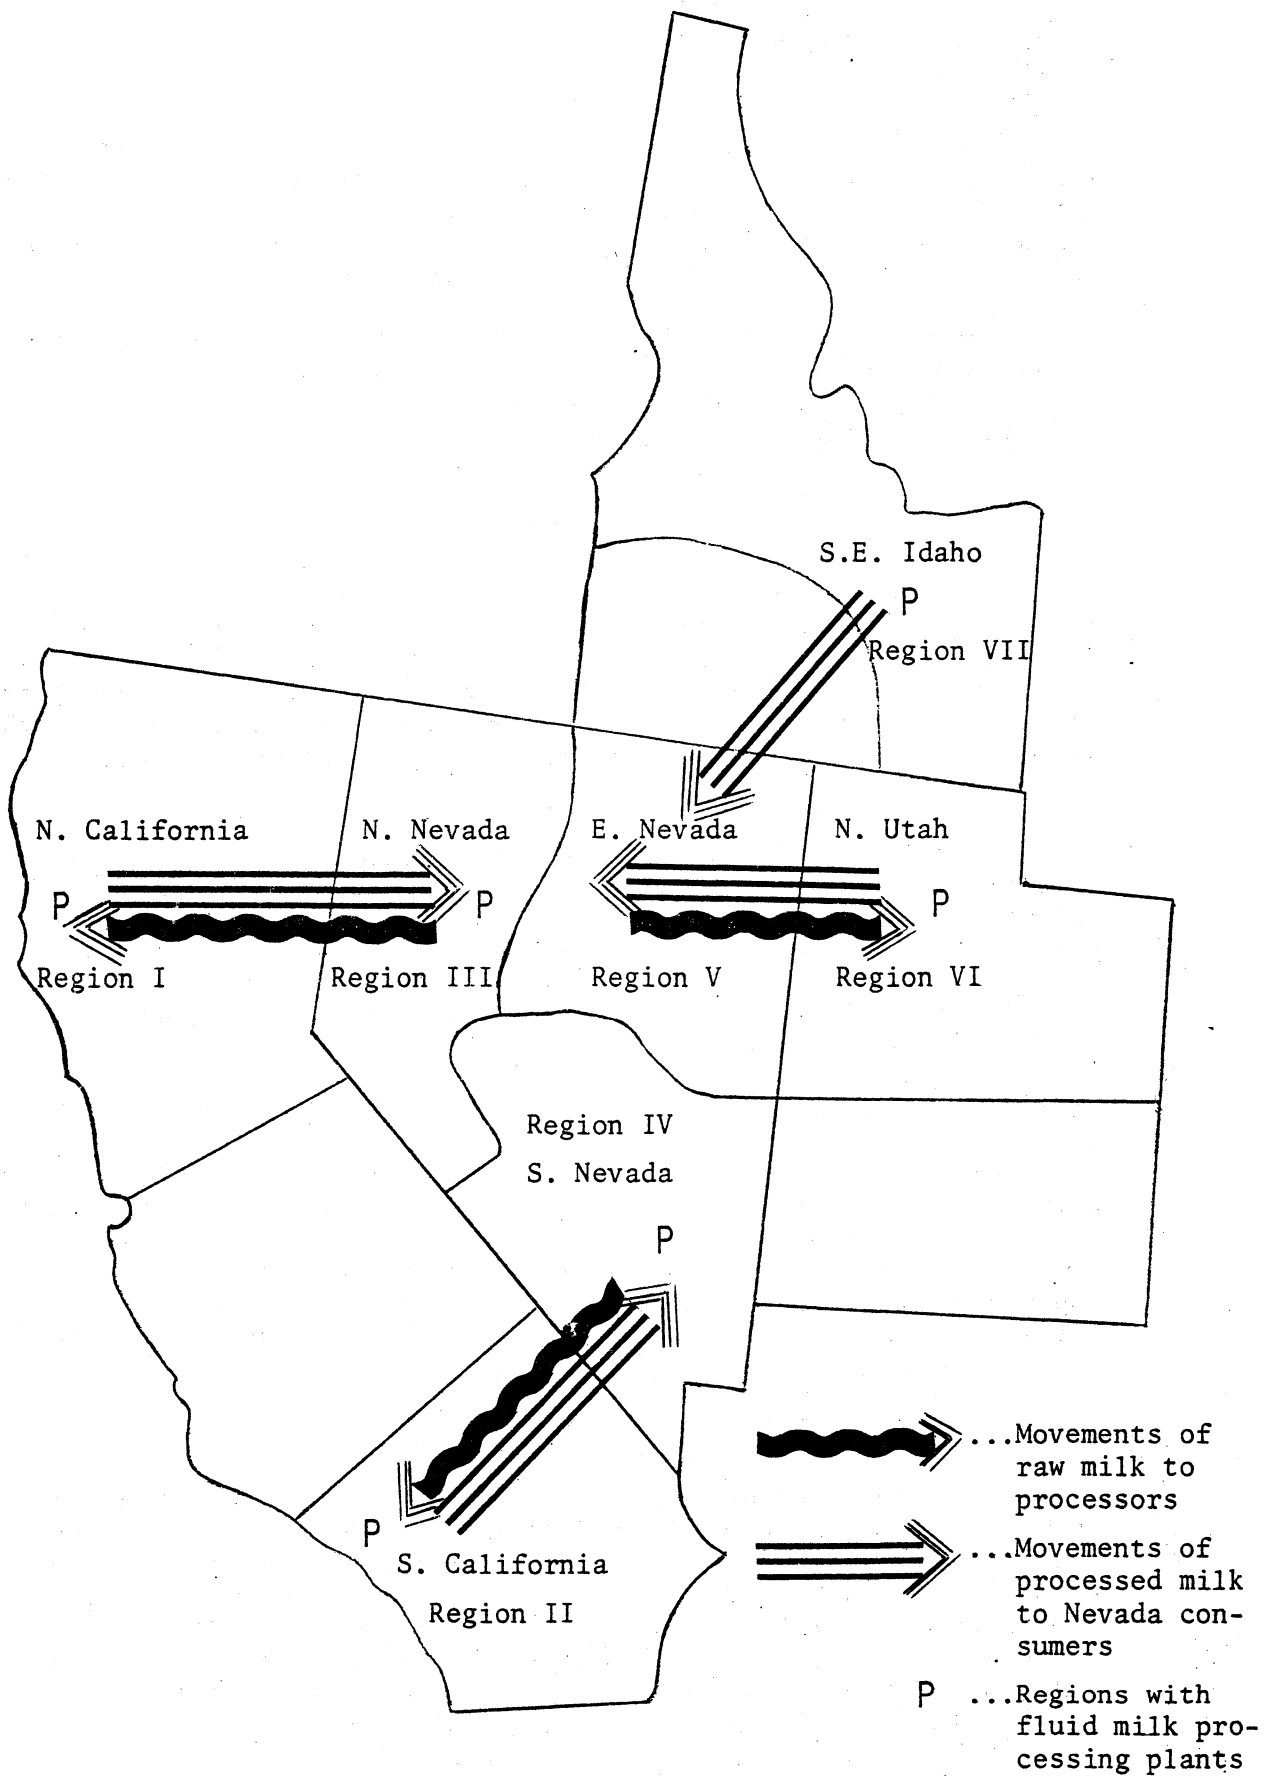 S.E. Idaho
P
Region VII
N. California
N. Nevada
E. Nevada
N. Utah
P
P
P
Region I
Region III
Region V
Region VI
Region IV
S. Nevada
P
P
S. California
Region II
...Movements of
raw milk to
processors
...Movements of
processed milk
to Nevada con-
sumers
P ...Regions with
fluid milk pro-
cessing plants